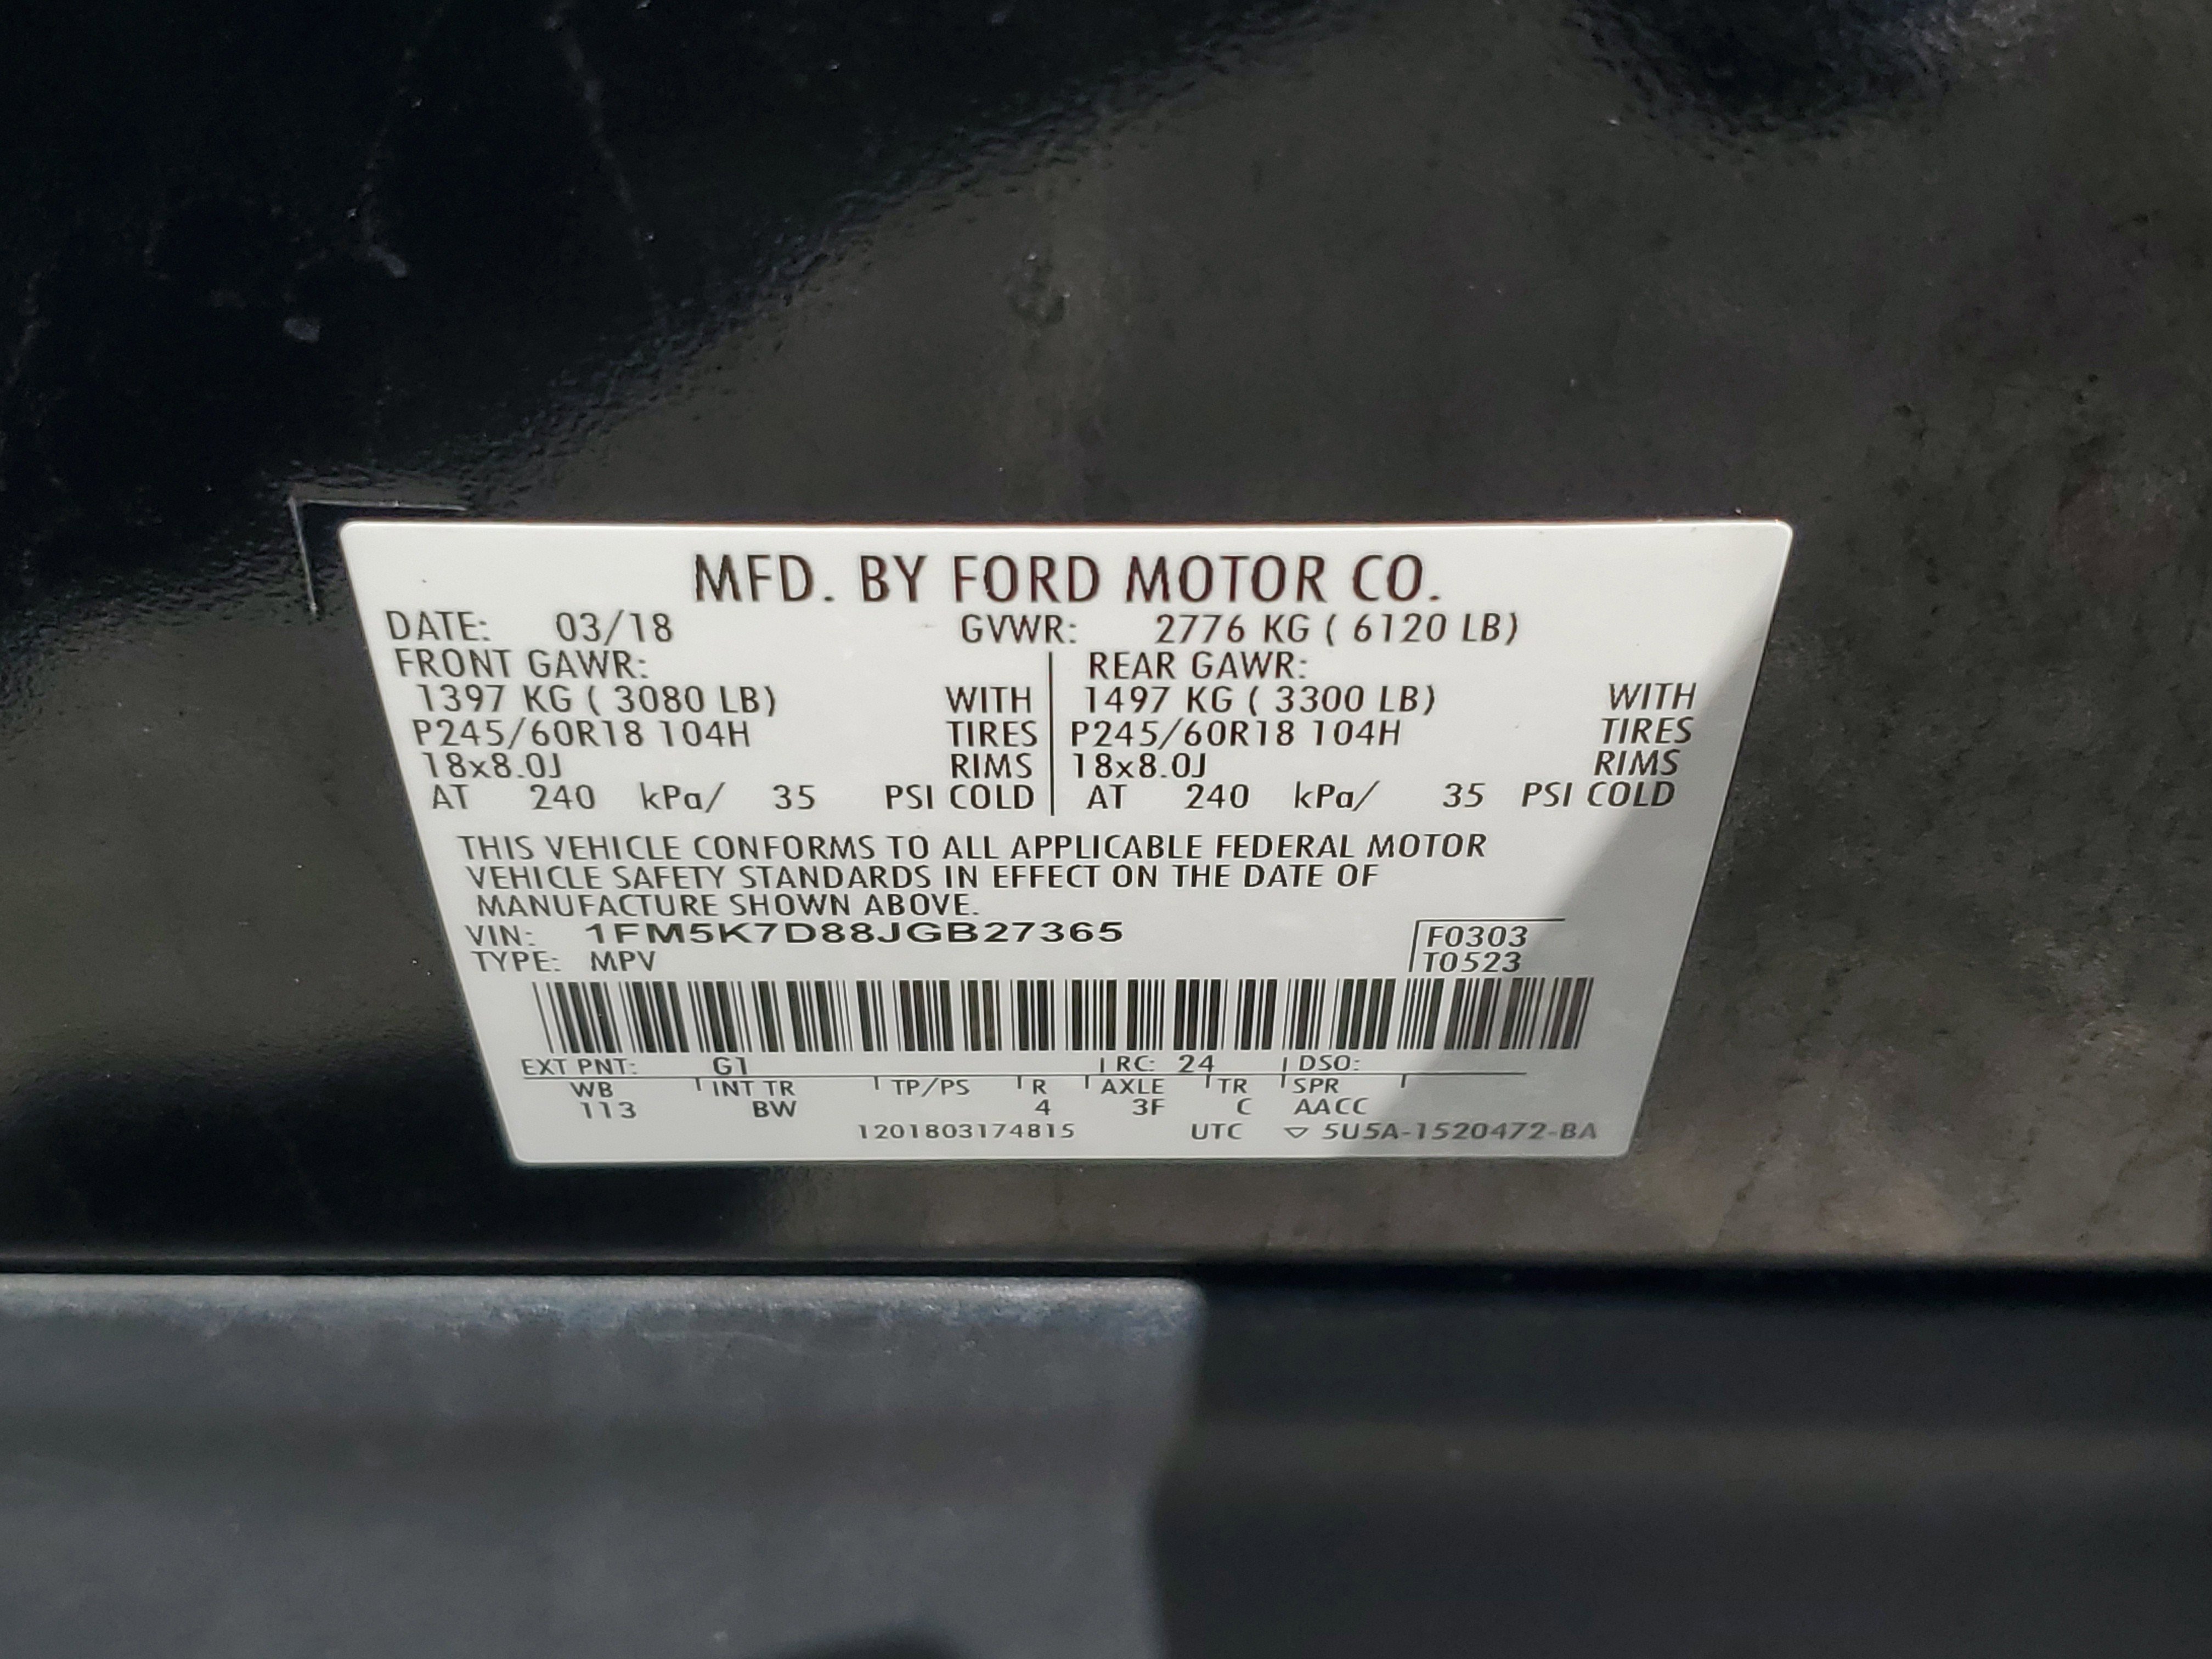 MFD. BY FORD MOTOR CO.
DATE: 03/18 GVWR: 2776 KG ( 6120 LB)
FRONT GAWR: REAR GAWR:
1397 KG ( 3080 LB) WITH 1497 KG ( 3300 LB) WITH
P245/60R18 104H TIRES P245/60R18 104H TIRES
18x8.0J RIMS 18x8.0J RIMS
AT 240 kPa/ 35 PSI COLD AT 240 kPa/ 35 PSI COLD
THIS VEHICLE CONFORMS TO ALL APPLICABLE FEDERAL MOTOR
VEHICLE SAFETY STANDARDS IN EFFECT ON THE DATE OF
MANUFACTURE SHOWN ABOVE.
VIN: 1FM5K7D88JGB27365 F0303
TYPE: MPV T0523
EXT PNT: G1 RC: 24 DSO:
WB INT TR TP/PS R AXLE TR SPR
113 BW 4 3F C AACC
1201803174815 UTC ▽ 5U5A-1520472-BA